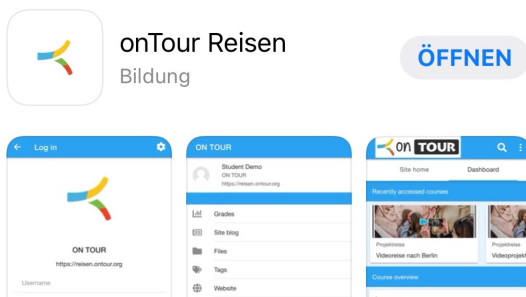 onTour Reisen
Bildung
ÖFFNEN
Log in
ON TOUR
https://reisen.ontour.org
Username
ON TOUR
Student Demo
ON TOUR
https://reisen.ontour.org
Grades
Site blog
Files
Tags
Website
on TOUR
Site home
Dashboard
Recently accessed courses
Projektreise
Videoreise nach Berlin
Projektreise
Videoprojekt
Course overview